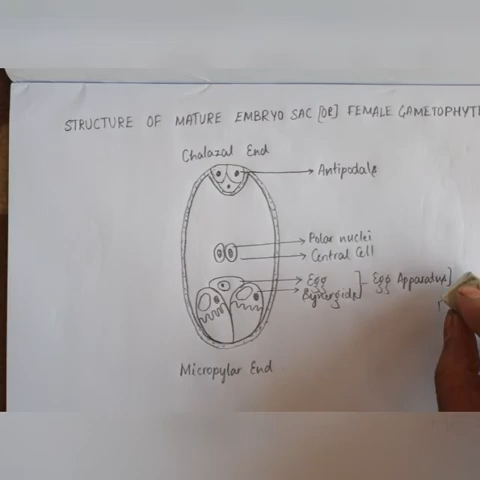 STRUCTURE OF MATURE EMBRYO SAC [OR] FEMALE GAMETOPHYTE
Chalazal End
Antipodals
Polar nuclei
Central Cell
Egg
Synergids
Egg Apparatus]
Micropylar End